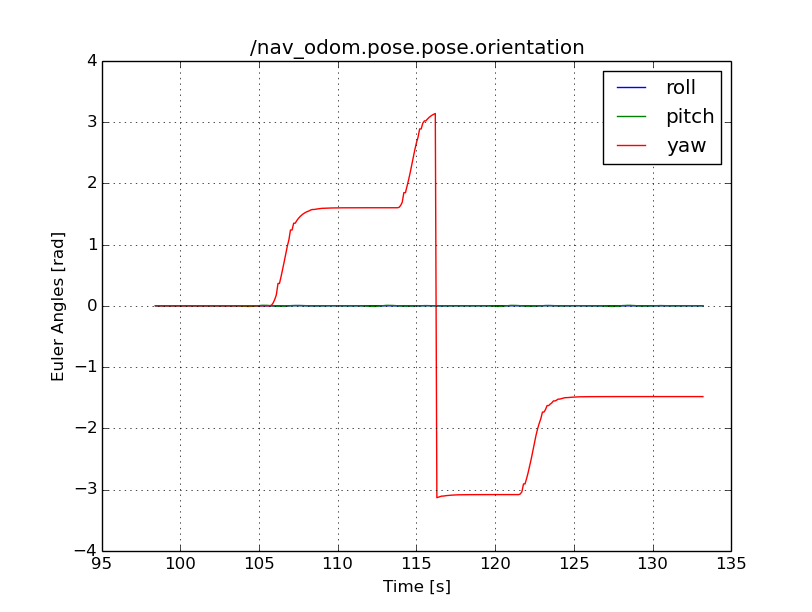 /nav_odom.pose.pose.orientation
roll
pitch
yaw
Euler Angles [rad]
4
3
2
1
0
−1
−2
−3
−4
95 100 105 110 115 120 125 130 135
Time [s]